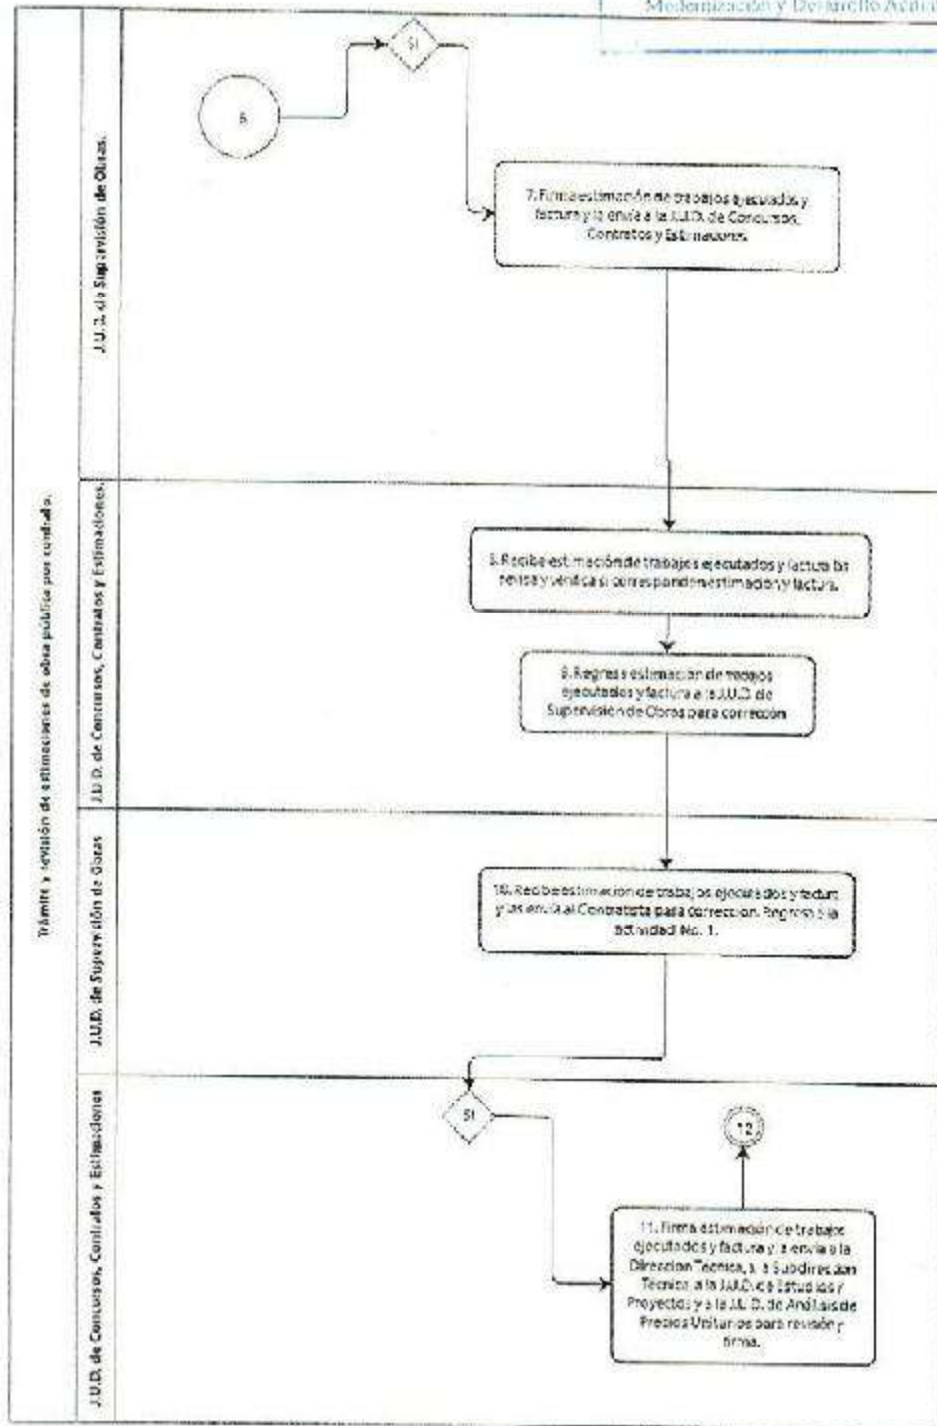 Modernización y Desarrollo Admi
Trámite y revisión de estimaciones de obra pública por contrato.
J.U.D. de Supervisión de Obras.
6
SI
7. Firma estimación de trabajos ejecutados y
factura y la envía a la J.U.D. de Concursos,
Contratos y Estimaciones.
J.U.D. de Concursos, Contratos y Estimaciones.
8. Recibe estimación de trabajos ejecutados y factura los
revisa y verifica si corresponden estimación y factura.
9. Regresa estimación de trabajos
ejecutados y factura a la J.U.D. de
Supervisión de Obras para corrección
J.U.D. de Supervisión de Obras
10. Recibe estimación de trabajos ejecutados y factura
y las envía al Contratista para corrección. Regresa a la
actividad No. 1.
J.U.D. de Concursos, Contratos y Estimaciones
SI
12
11. Firma estimación de trabajos
ejecutados y factura y la envía a la
Dirección Técnica, a la Subdirección
Técnica, a la J.U.D. de Estudios y
Proyectos y a la J.U.D. de Análisis de
Precios Unitarios para revisión y
firma.